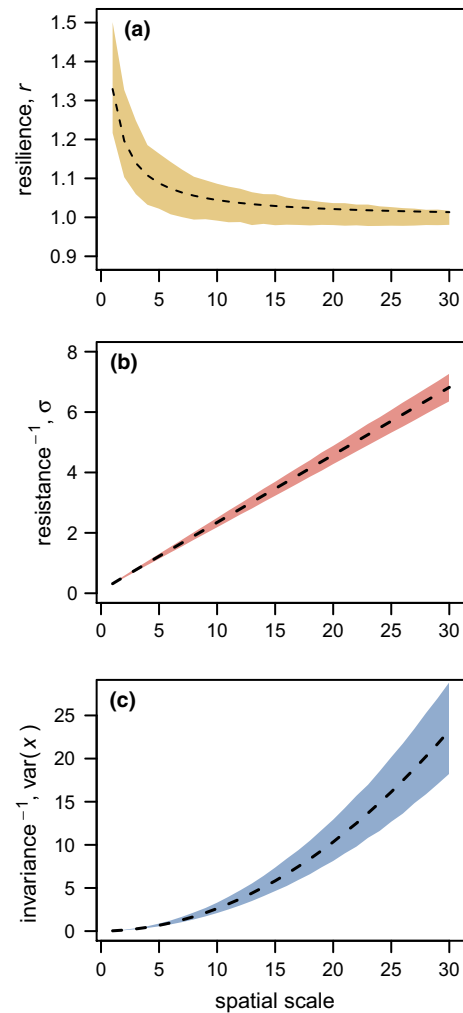 (a)
resilience, r
1.5
1.4
1.3
1.2
1.1
1.0
0.9
0 5 10 15 20 25 30
(b)
resistance⁻¹, σ
8
6
4
2
0
0 5 10 15 20 25 30
(c)
invariance⁻¹, var(x)
25
20
15
10
5
0
0 5 10 15 20 25 30
spatial scale